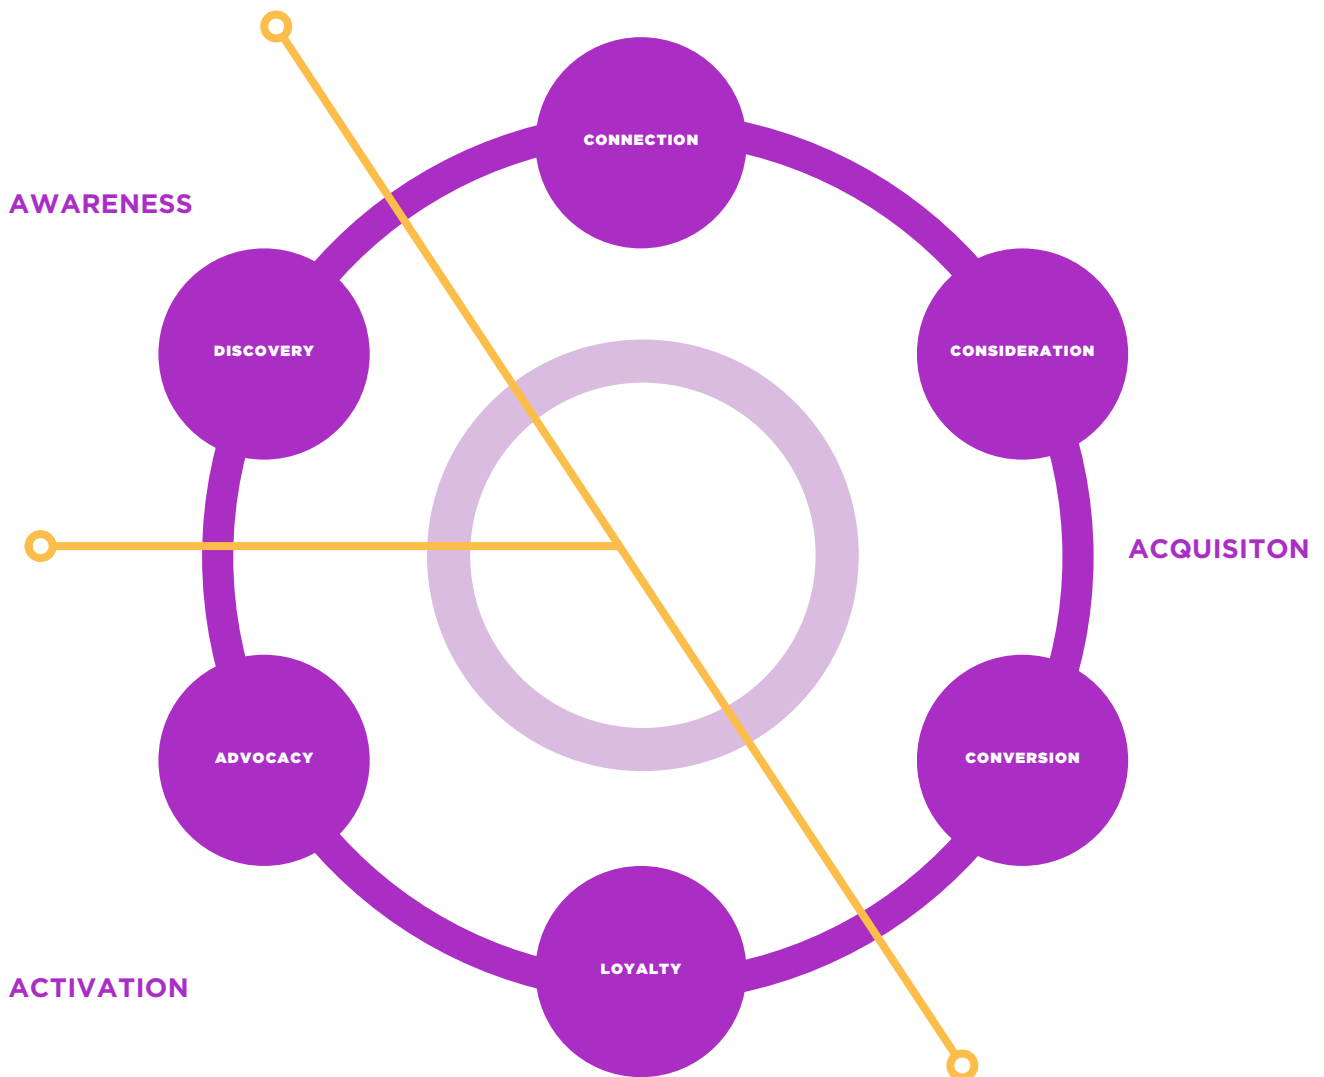 CONNECTION
AWARENESS
DISCOVERY
CONSIDERATION
ACQUISITON
ADVOCACY
CONVERSION
LOYALTY
ACTIVATION